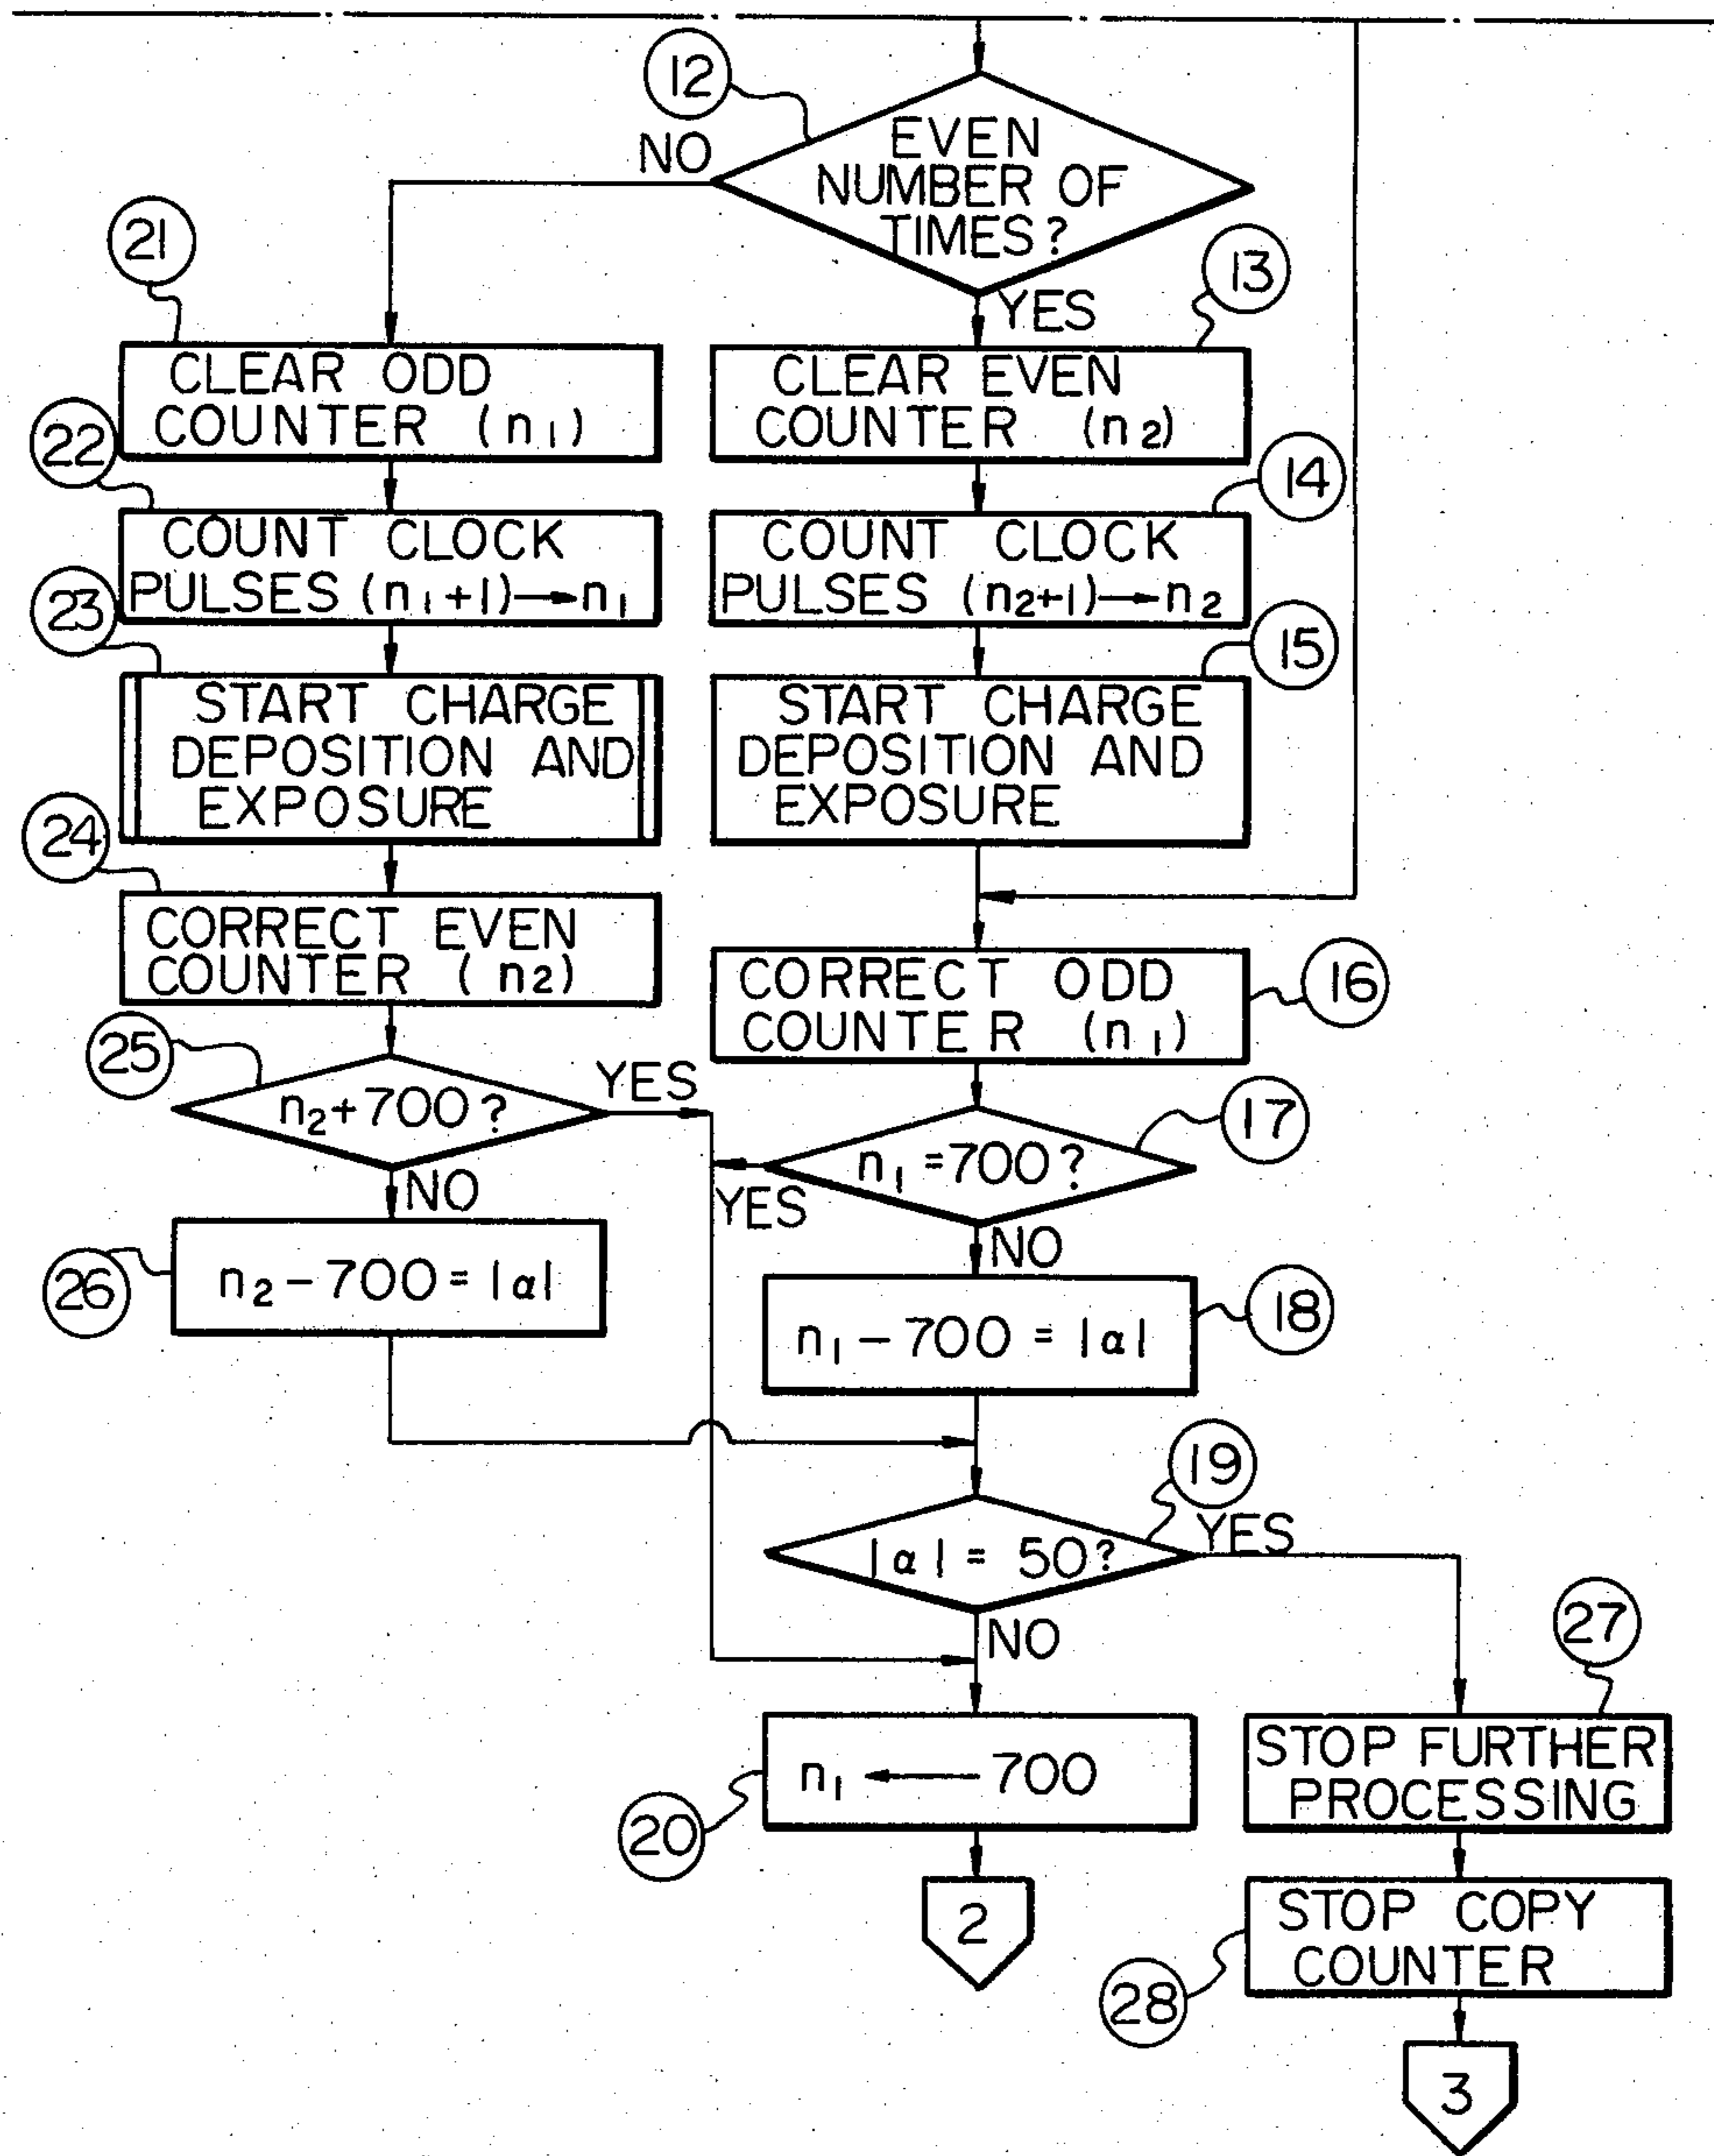 12
EVEN
NUMBER OF
TIMES?
NO
YES
21
CLEAR ODD
COUNTER (n1)
13
CLEAR EVEN
COUNTER (n2)
22
COUNT CLOCK
PULSES (n1+1)→n1
14
COUNT CLOCK
PULSES (n2+1)→n2
23
START CHARGE
DEPOSITION AND
EXPOSURE
15
START CHARGE
DEPOSITION AND
EXPOSURE
24
CORRECT EVEN
COUNTER (n2)
16
CORRECT ODD
COUNTER (n1)
25
n2+700?
YES
NO
17
n1=700?
YES
NO
26
n2-700=|α|
18
n1-700=|α|
19
|α|=50?
YES
NO
20
n1←700
2
27
STOP FURTHER
PROCESSING
28
STOP COPY
COUNTER
3